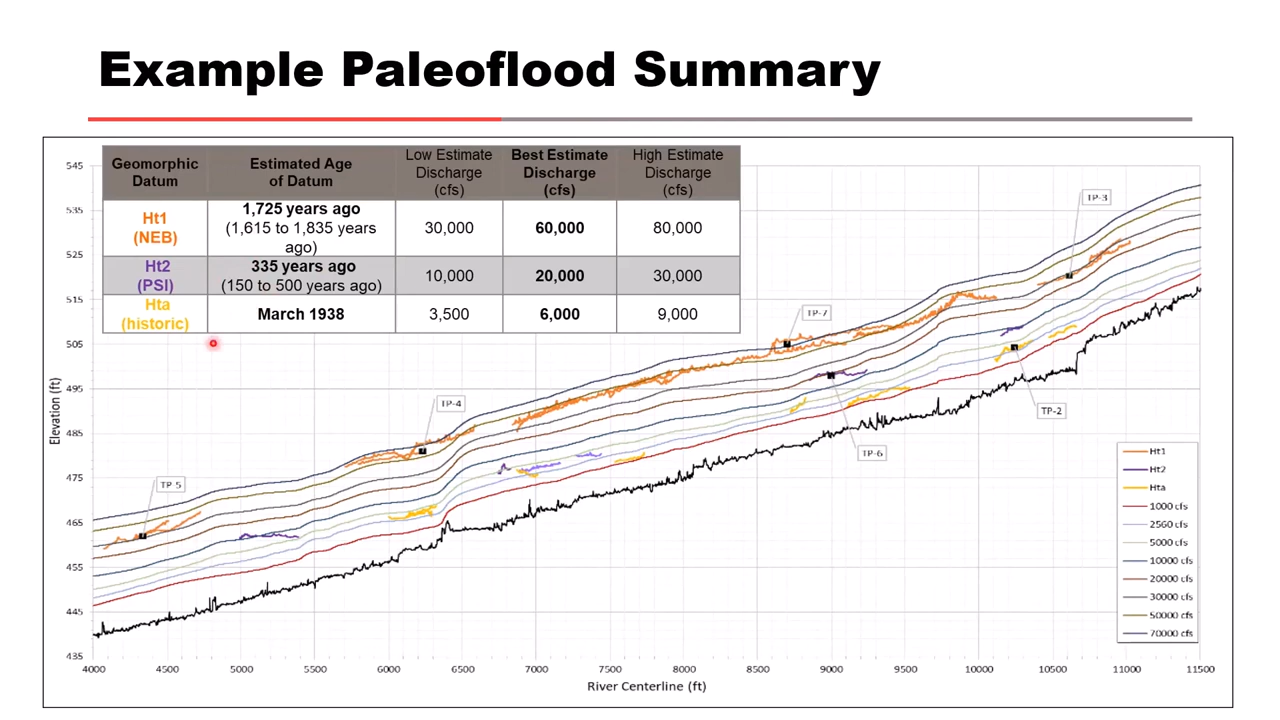 Example Paleoflood Summary
Geomorphic
Datum
Estimated Age
of Datum
Low Estimate
Discharge
(cfs)
Best Estimate
Discharge
(cfs)
High Estimate
Discharge
(cfs)
Ht1
(NEB)
1,725 years ago
(1,615 to 1,835 years
ago)
30,000
60,000
80,000
Ht2
(PSI)
335 years ago
(150 to 500 years ago)
10,000
20,000
30,000
Hta
(historic)
March 1938
3,500
6,000
9,000
545
535
525
515
505
495
485
475
465
455
445
435
Elevation (ft)
TP-3
TP-7
TP-4
TP-2
TP-6
TP-5
Ht1
Ht2
Hta
1000 cfs
2560 cfs
5000 cfs
10000 cfs
20000 cfs
30000 cfs
50000 cfs
70000 cfs
4000 4500 5000 5500 6000 6500 7000 7500 8000 8500 9000 9500 10000 10500 11000 11500
River Centerline (ft)